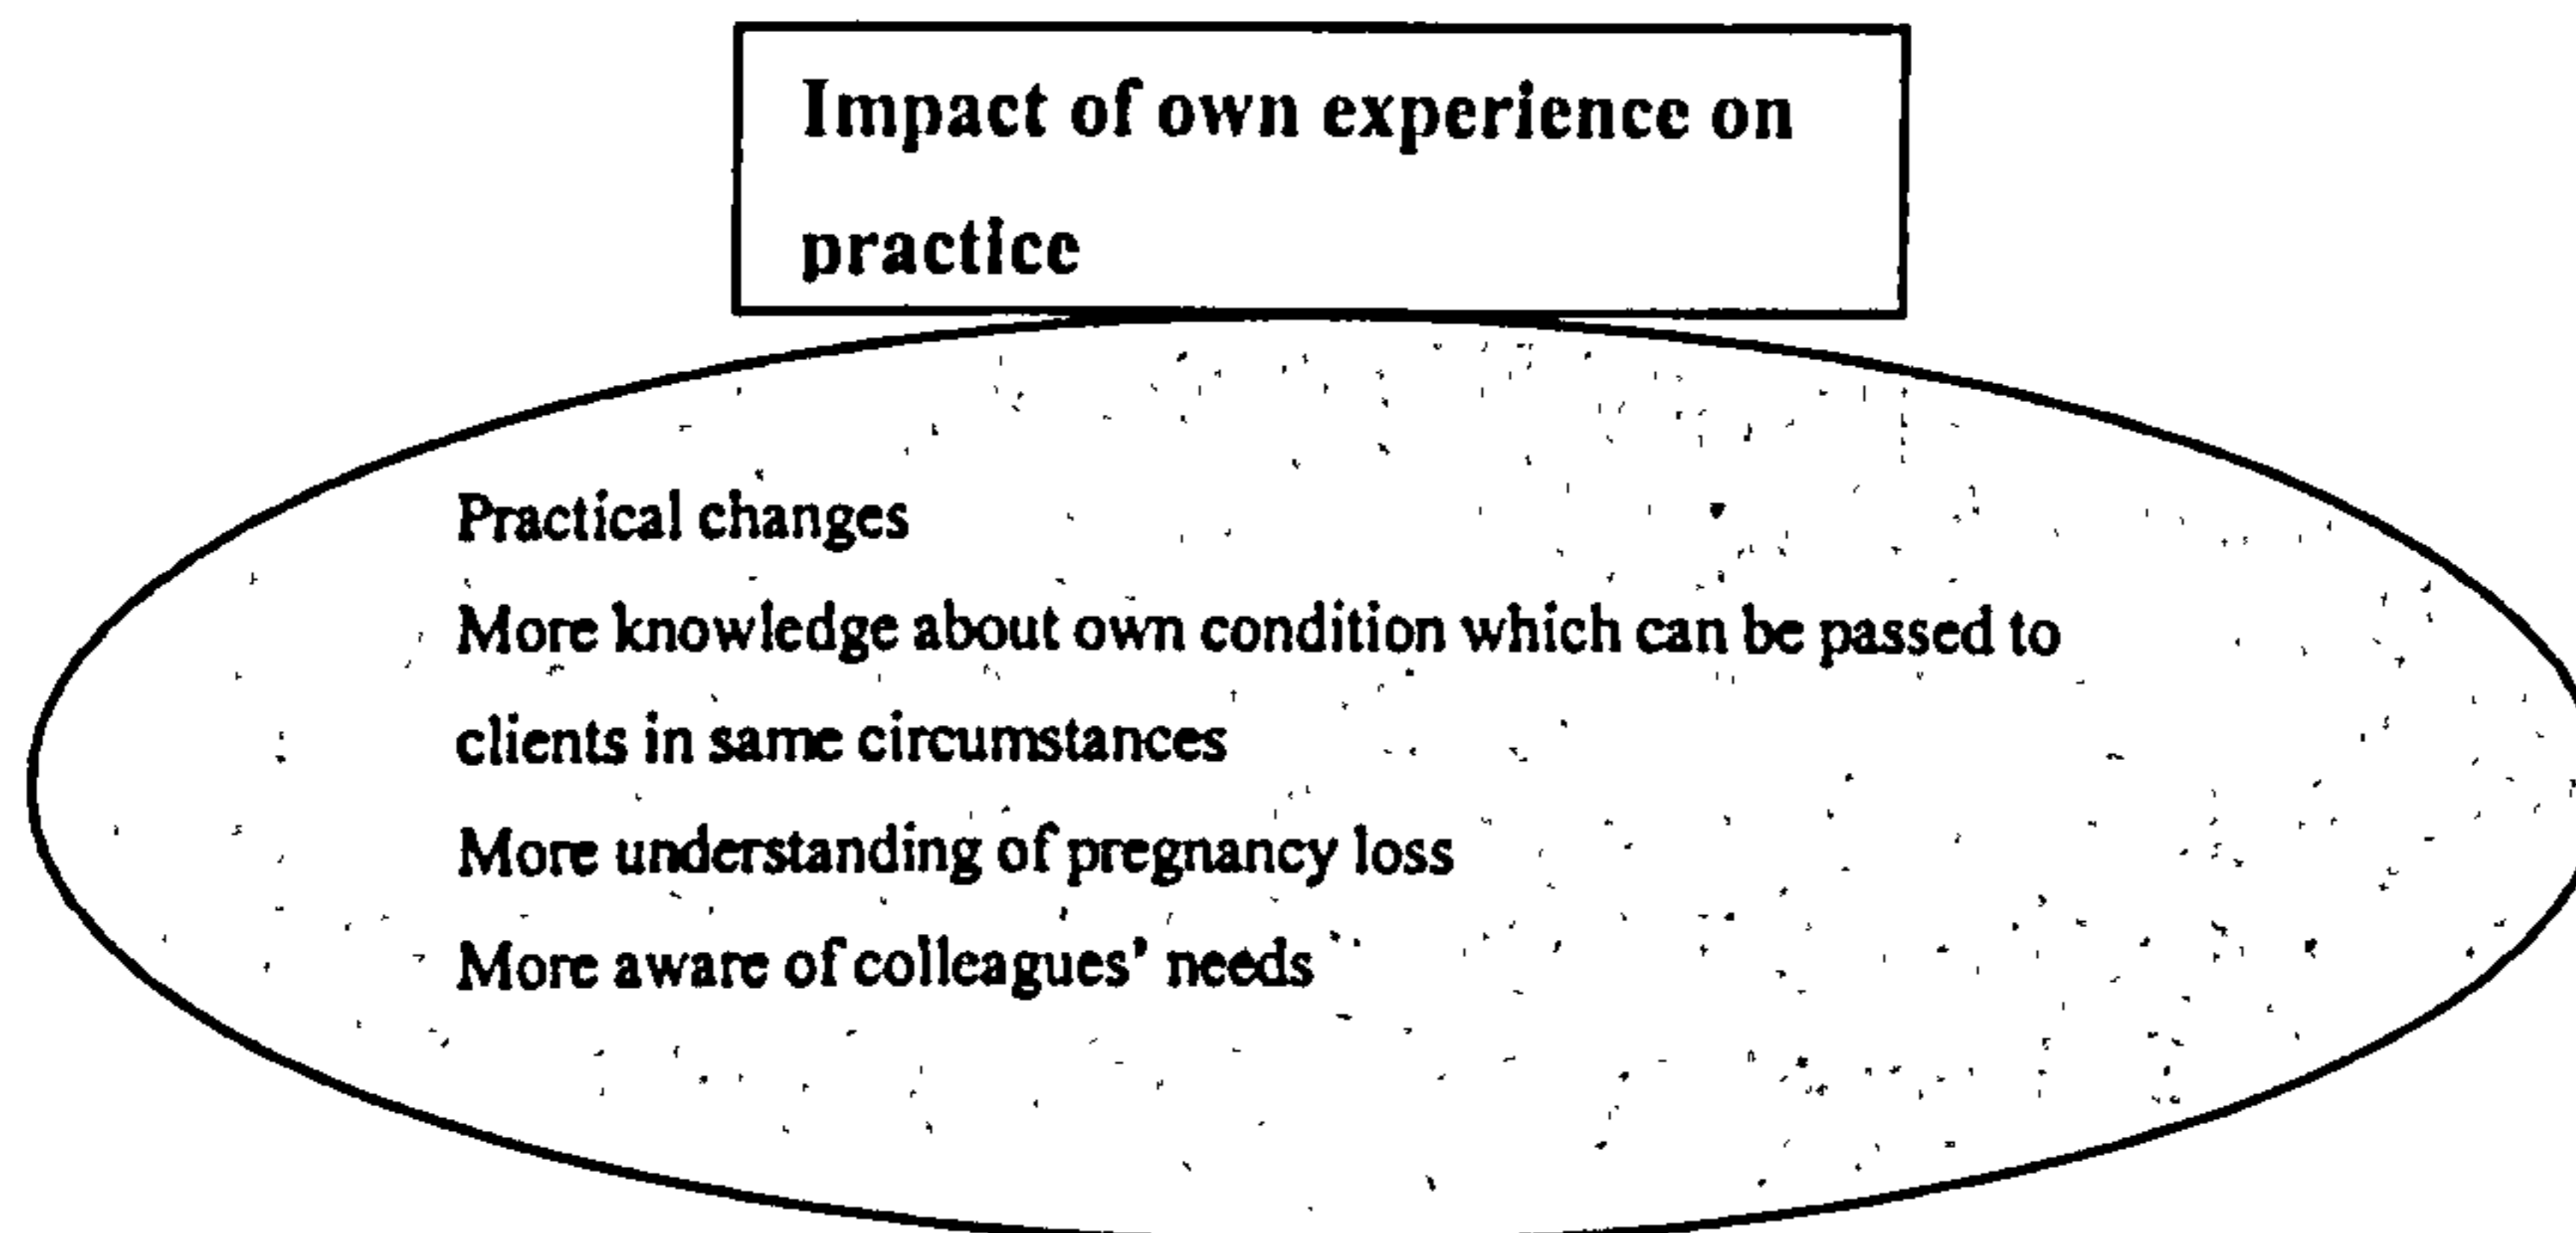 Impact of own experience on
practice
Practical changes
More knowledge about own condition which can be passed to
clients in same circumstances
More understanding of pregnancy loss
More aware of colleagues’ needs